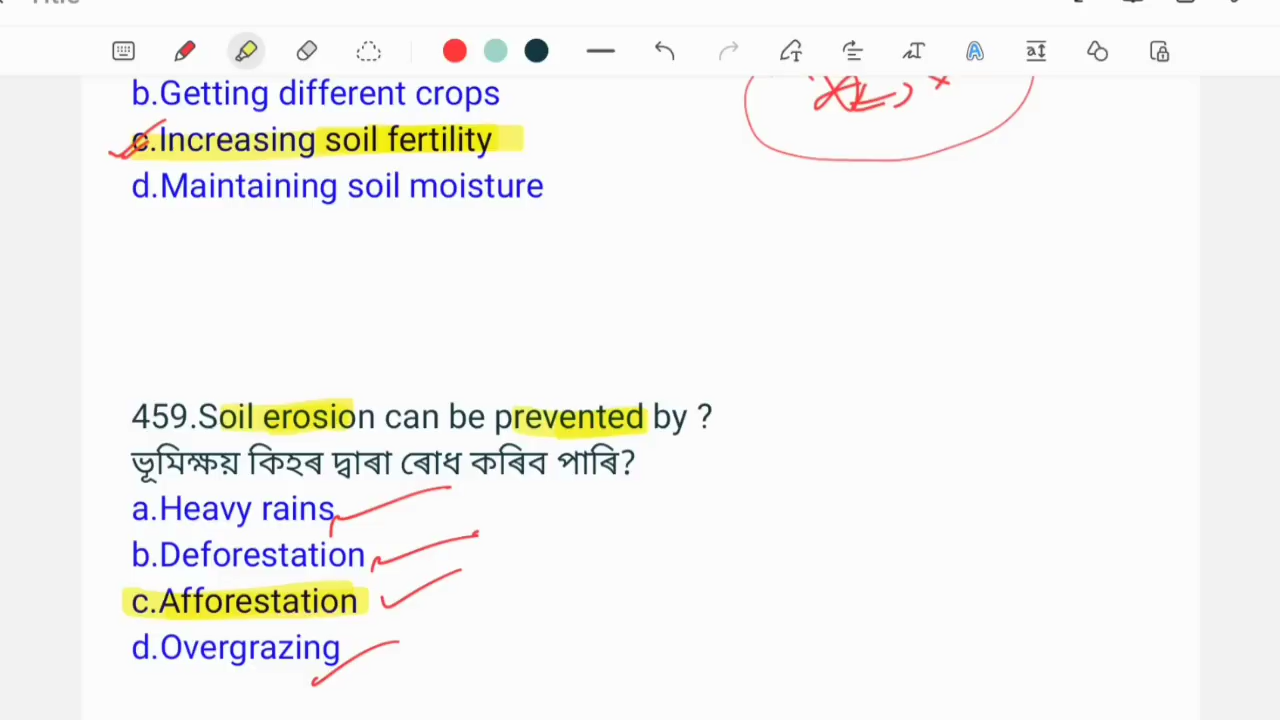 b.Getting different crops
c.Increasing soil fertility
d.Maintaining soil moisture
459.Soil erosion can be prevented by ?
ভূমিক্ষয় কিহৰ দ্বাৰা ৰোধ কৰিব পাৰি?
a.Heavy rains
b.Deforestation
c.Afforestation
d.Overgrazing